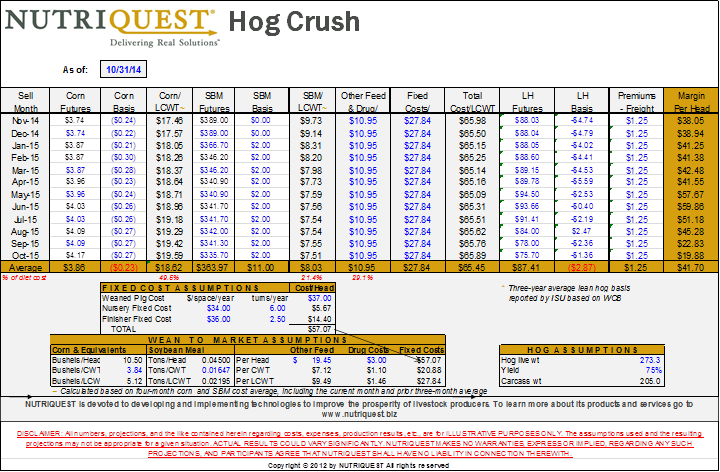 NUTRIQUEST® Hog Crush
Delivering Real Solutions℠
As of: 10/31/14
Sell Corn Corn Corn/ SBM SBM SBM/ Other Feed Fixed Total LH LH Premiums Margin
Month Futures Basis LCWT~ Futures Basis LCWT~ & Drug/ Costs/ Cost/LCWT Futures Basis - Freight Per Head
Nov-14 $3.74 ($0.24) $17.46 $389.00 $0.00 $9.73 $10.95 $27.84 $65.98 $88.03 -$4.74 $1.25 $38.05
Dec-14 $3.74 ($0.22) $17.57 $389.00 $0.00 $9.14 $10.95 $27.84 $65.50 $88.04 -$4.79 $1.25 $38.94
Jan-15 $3.87 ($0.21) $18.05 $366.70 $2.00 $8.31 $10.95 $27.84 $65.15 $88.05 -$4.02 $1.25 $41.25
Feb-15 $3.87 ($0.30) $18.26 $346.20 $2.00 $8.20 $10.95 $27.84 $65.25 $88.60 -$4.41 $1.25 $41.38
Mar-15 $3.87 ($0.28) $18.37 $346.20 $2.00 $7.98 $10.95 $27.84 $65.14 $89.15 -$4.53 $1.25 $42.48
Apr-15 $3.96 ($0.23) $18.64 $340.90 $2.00 $7.73 $10.95 $27.84 $65.16 $89.78 -$5.59 $1.25 $41.55
May-15 $3.96 ($0.24) $18.71 $340.90 $2.00 $7.59 $10.95 $27.84 $65.09 $94.50 -$2.53 $1.25 $57.67
Jun-15 $4.03 ($0.26) $18.96 $341.70 $2.00 $7.56 $10.95 $27.84 $65.31 $93.66 -$0.40 $1.25 $59.86
Jul-15 $4.03 ($0.26) $19.18 $341.70 $2.00 $7.54 $10.95 $27.84 $65.51 $91.41 -$2.19 $1.25 $51.18
Aug-15 $4.09 ($0.27) $19.29 $342.60 $2.00 $7.54 $10.95 $27.84 $65.62 $84.00 $2.47 $1.25 $45.28
Sep-15 $4.09 ($0.27) $19.42 $341.30 $2.00 $7.55 $10.95 $27.84 $65.76 $78.00 -$2.36 $1.25 $22.83
Oct-15 $4.17 ($0.27) $19.59 $335.70 $2.00 $7.51 $10.95 $27.84 $65.89 $75.70 -$1.36 $1.25 $19.88
Average $3.86 ($0.23) $18.62 $363.97 $11.00 $8.03 $10.95 $27.84 $65.45 $87.41 ($2.87) $1.25 $41.70
% of diet cost 49.5% 21.4% 29.1%
FIXED COST ASSUMPTIONS Cost/Head
Weaned Pig Cost $/space/year turns/year $37.00
Nursery Fixed Cost $34.00 6.00 $5.67
Finisher Fixed Cost $36.00 2.50 $14.40
TOTAL $57.07
* Three-year average lean hog basis
reported by ISU based on WCB
WEAN TO MARKET ASSUMPTIONS
Corn & Equivalents Soybean Meal Other Feed Drug Costs Fixed Costs
Bushels/Head 10.50 Tons/Head 0.04500 Per Head $ 19.45 $3.00 $57.07
Bushels/CWT 3.84 Tons/CWT 0.01647 Per CWT $7.12 $1.10 $20.88
Bushels/LCW 5.12 Tons/LCWT 0.02195 Per LCWT $9.49 $1.46 $27.84
HOG ASSUMPTIONS
Hog live wt 273.3
Yield 75%
Carcass wt 205.0
~ Calculated based on four-month corn and SBM cost average, including the current month and prior three-month average
NUTRIQUEST is devoted to developing and implementing technologies to improve the prosperity of livestock producers. To learn more about its products and services go to
www.nutriquest.biz
DISCLAIMER: All numbers, projections, and the like contained herein regarding costs, expenses, production results, etc., are for ILLUSTRATIVE PURPOSES ONLY. The assumptions used and the resulting
projections may not be appropriate for a given situation. ACTUAL RESULTS COULD VARY SIGNIFICANTLY. NUTRIQUEST MAKES NO WARRANTIES, EXPRESS OR IMPLIED, REGARDING ANY SUCH
PROJECTIONS, AND PARTICIPANTS AGREE THAT NUTRIQUEST SHALL HAVE NO LIABILITY IN CONNECTION THEREWITH.
Copyright © 2012 by NUTRIQUEST All rights reserved